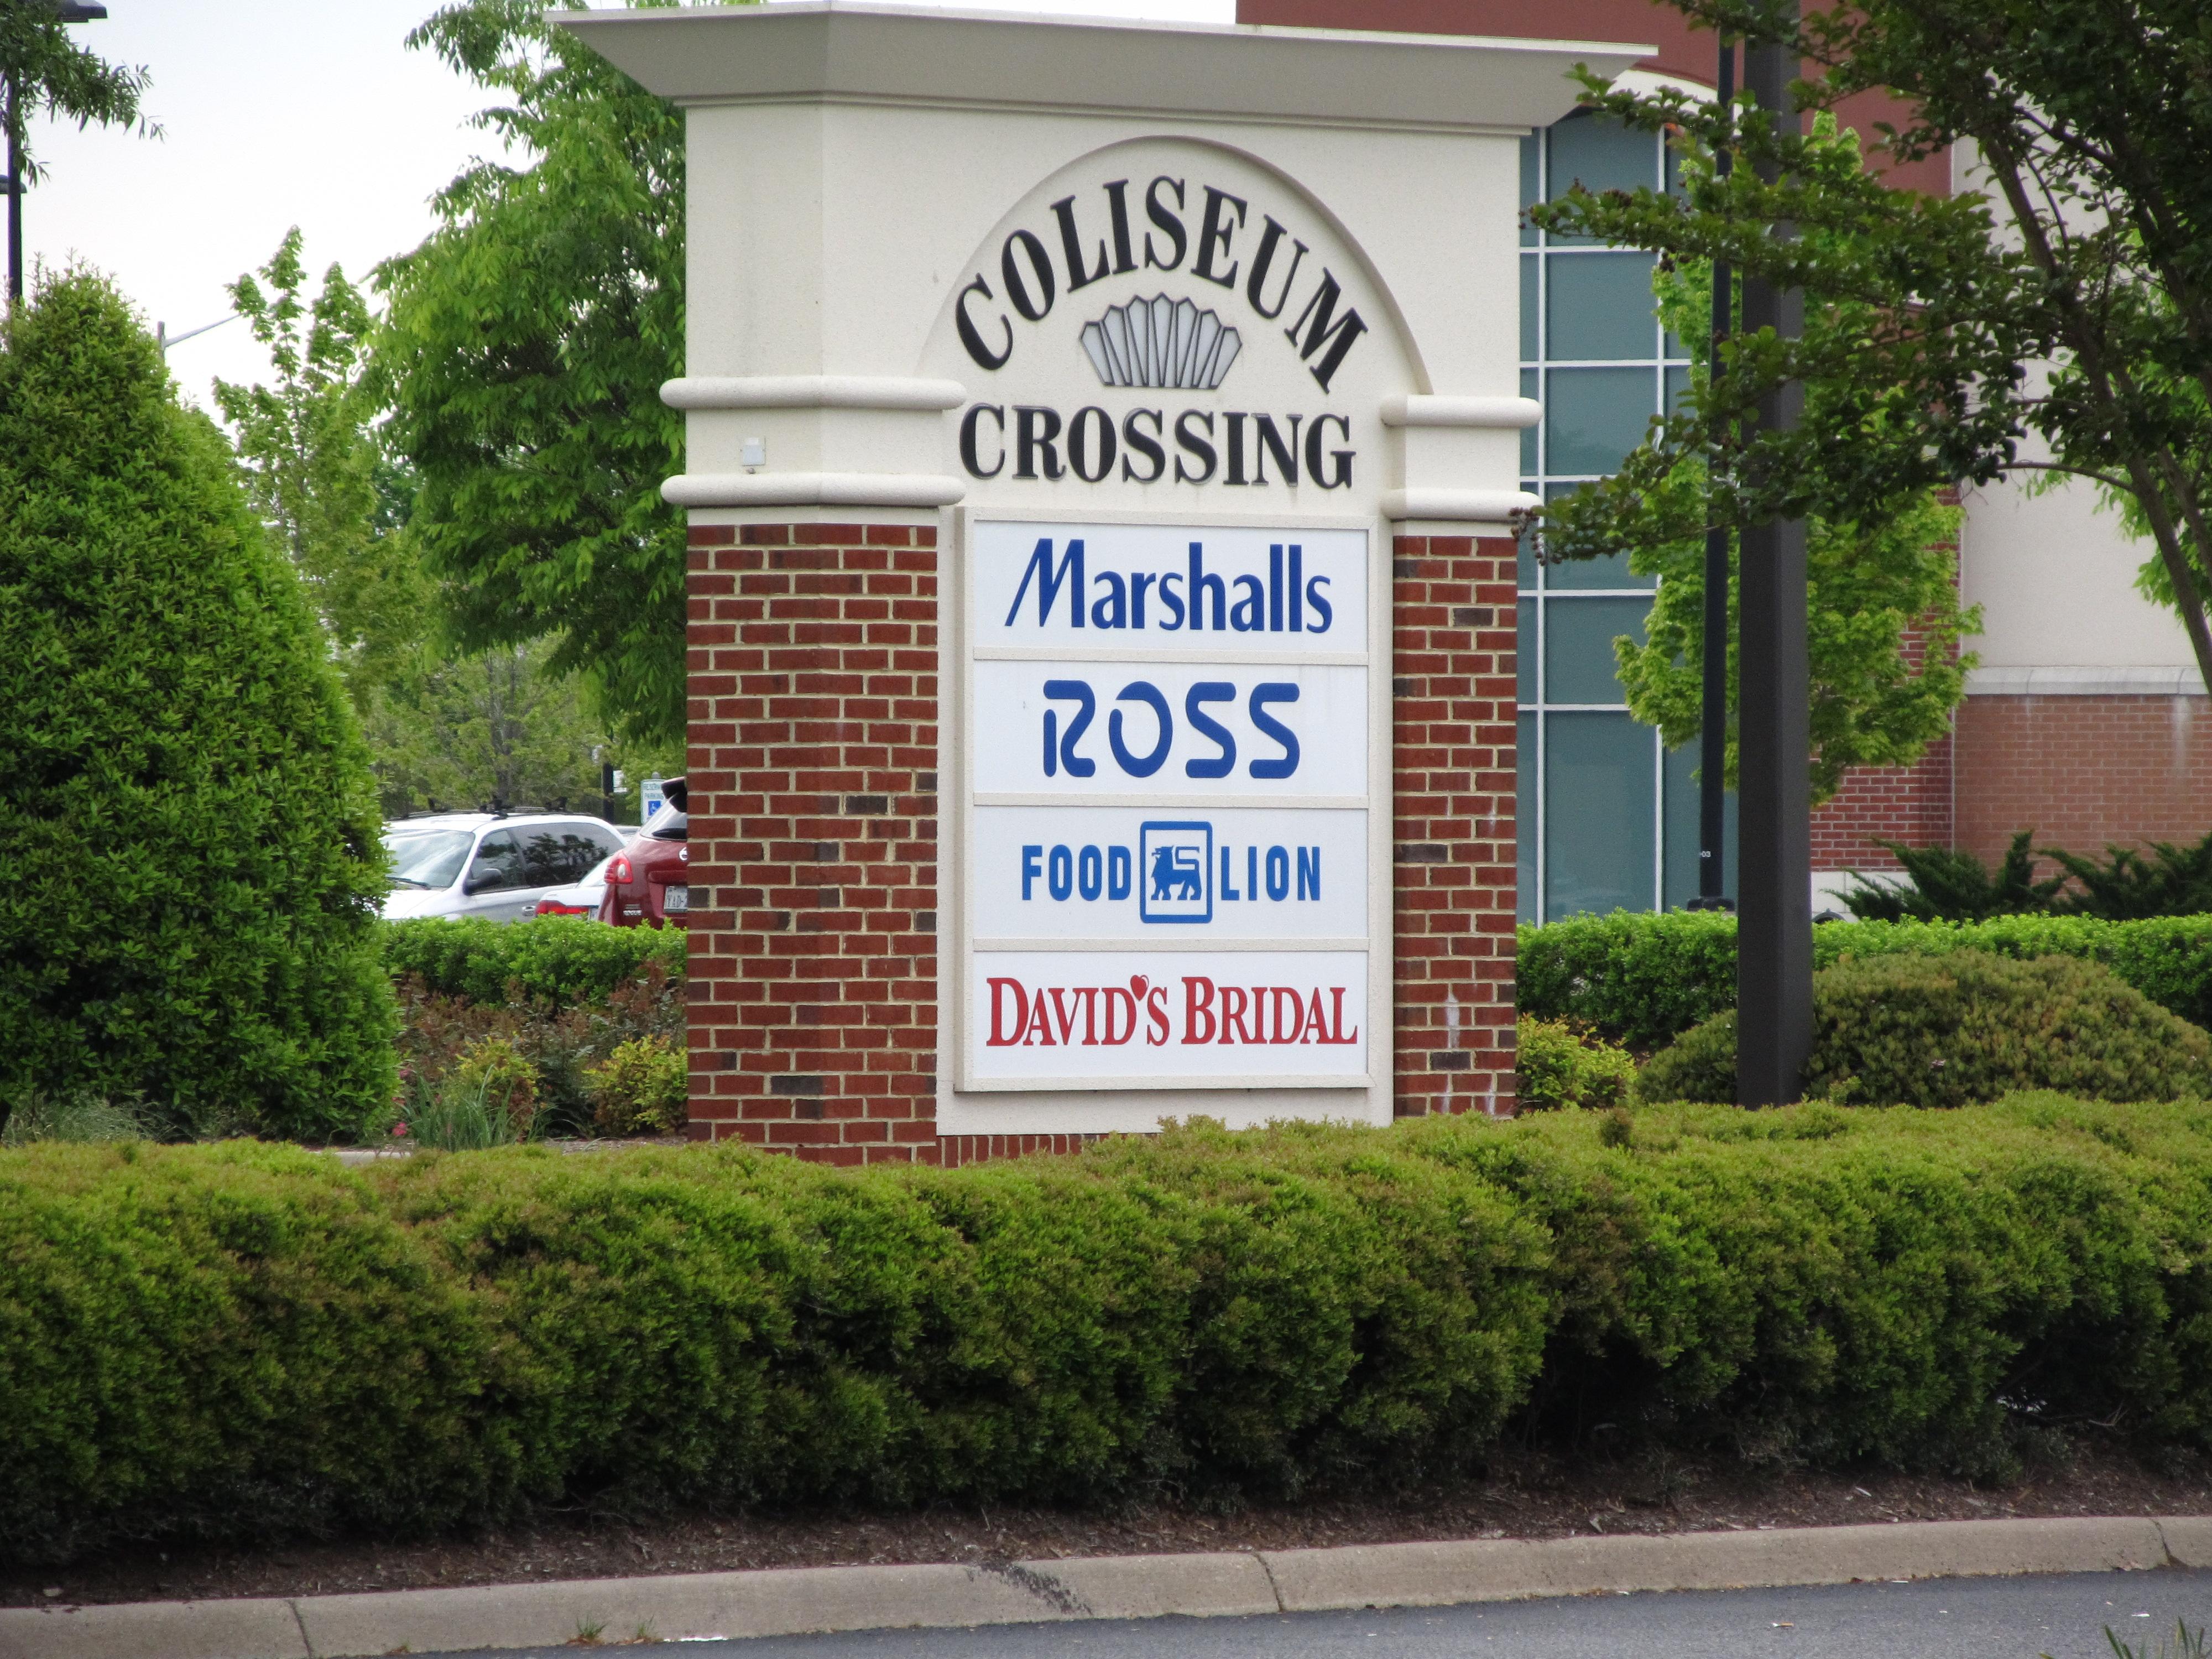 COLISEUM
CROSSING
Marshalls
ROSS
FOOD LION
DAVID'S BRIDAL